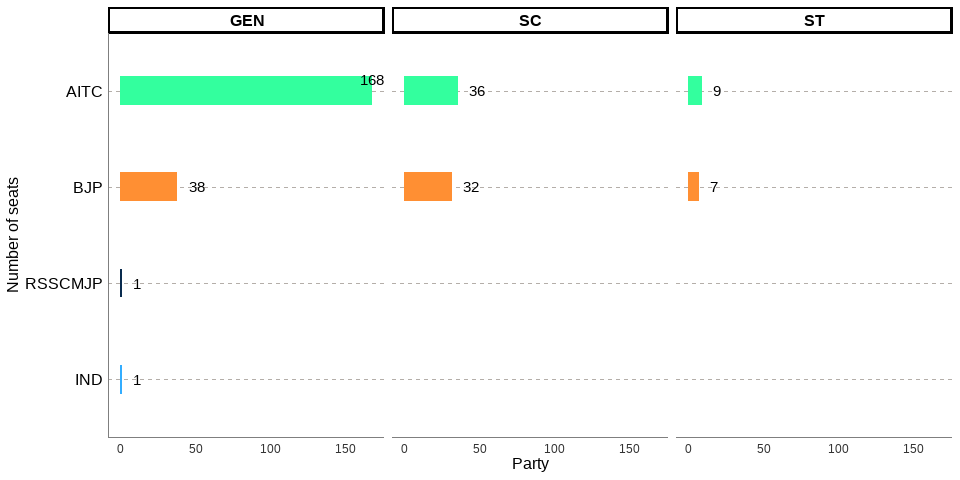 GEN SC ST
AITC 168 36 9
BJP 38 32 7
RSSCMJP 1
IND 1
0 50 100 150 0 50 100 150 0 50 100 150
Party
Number of seats